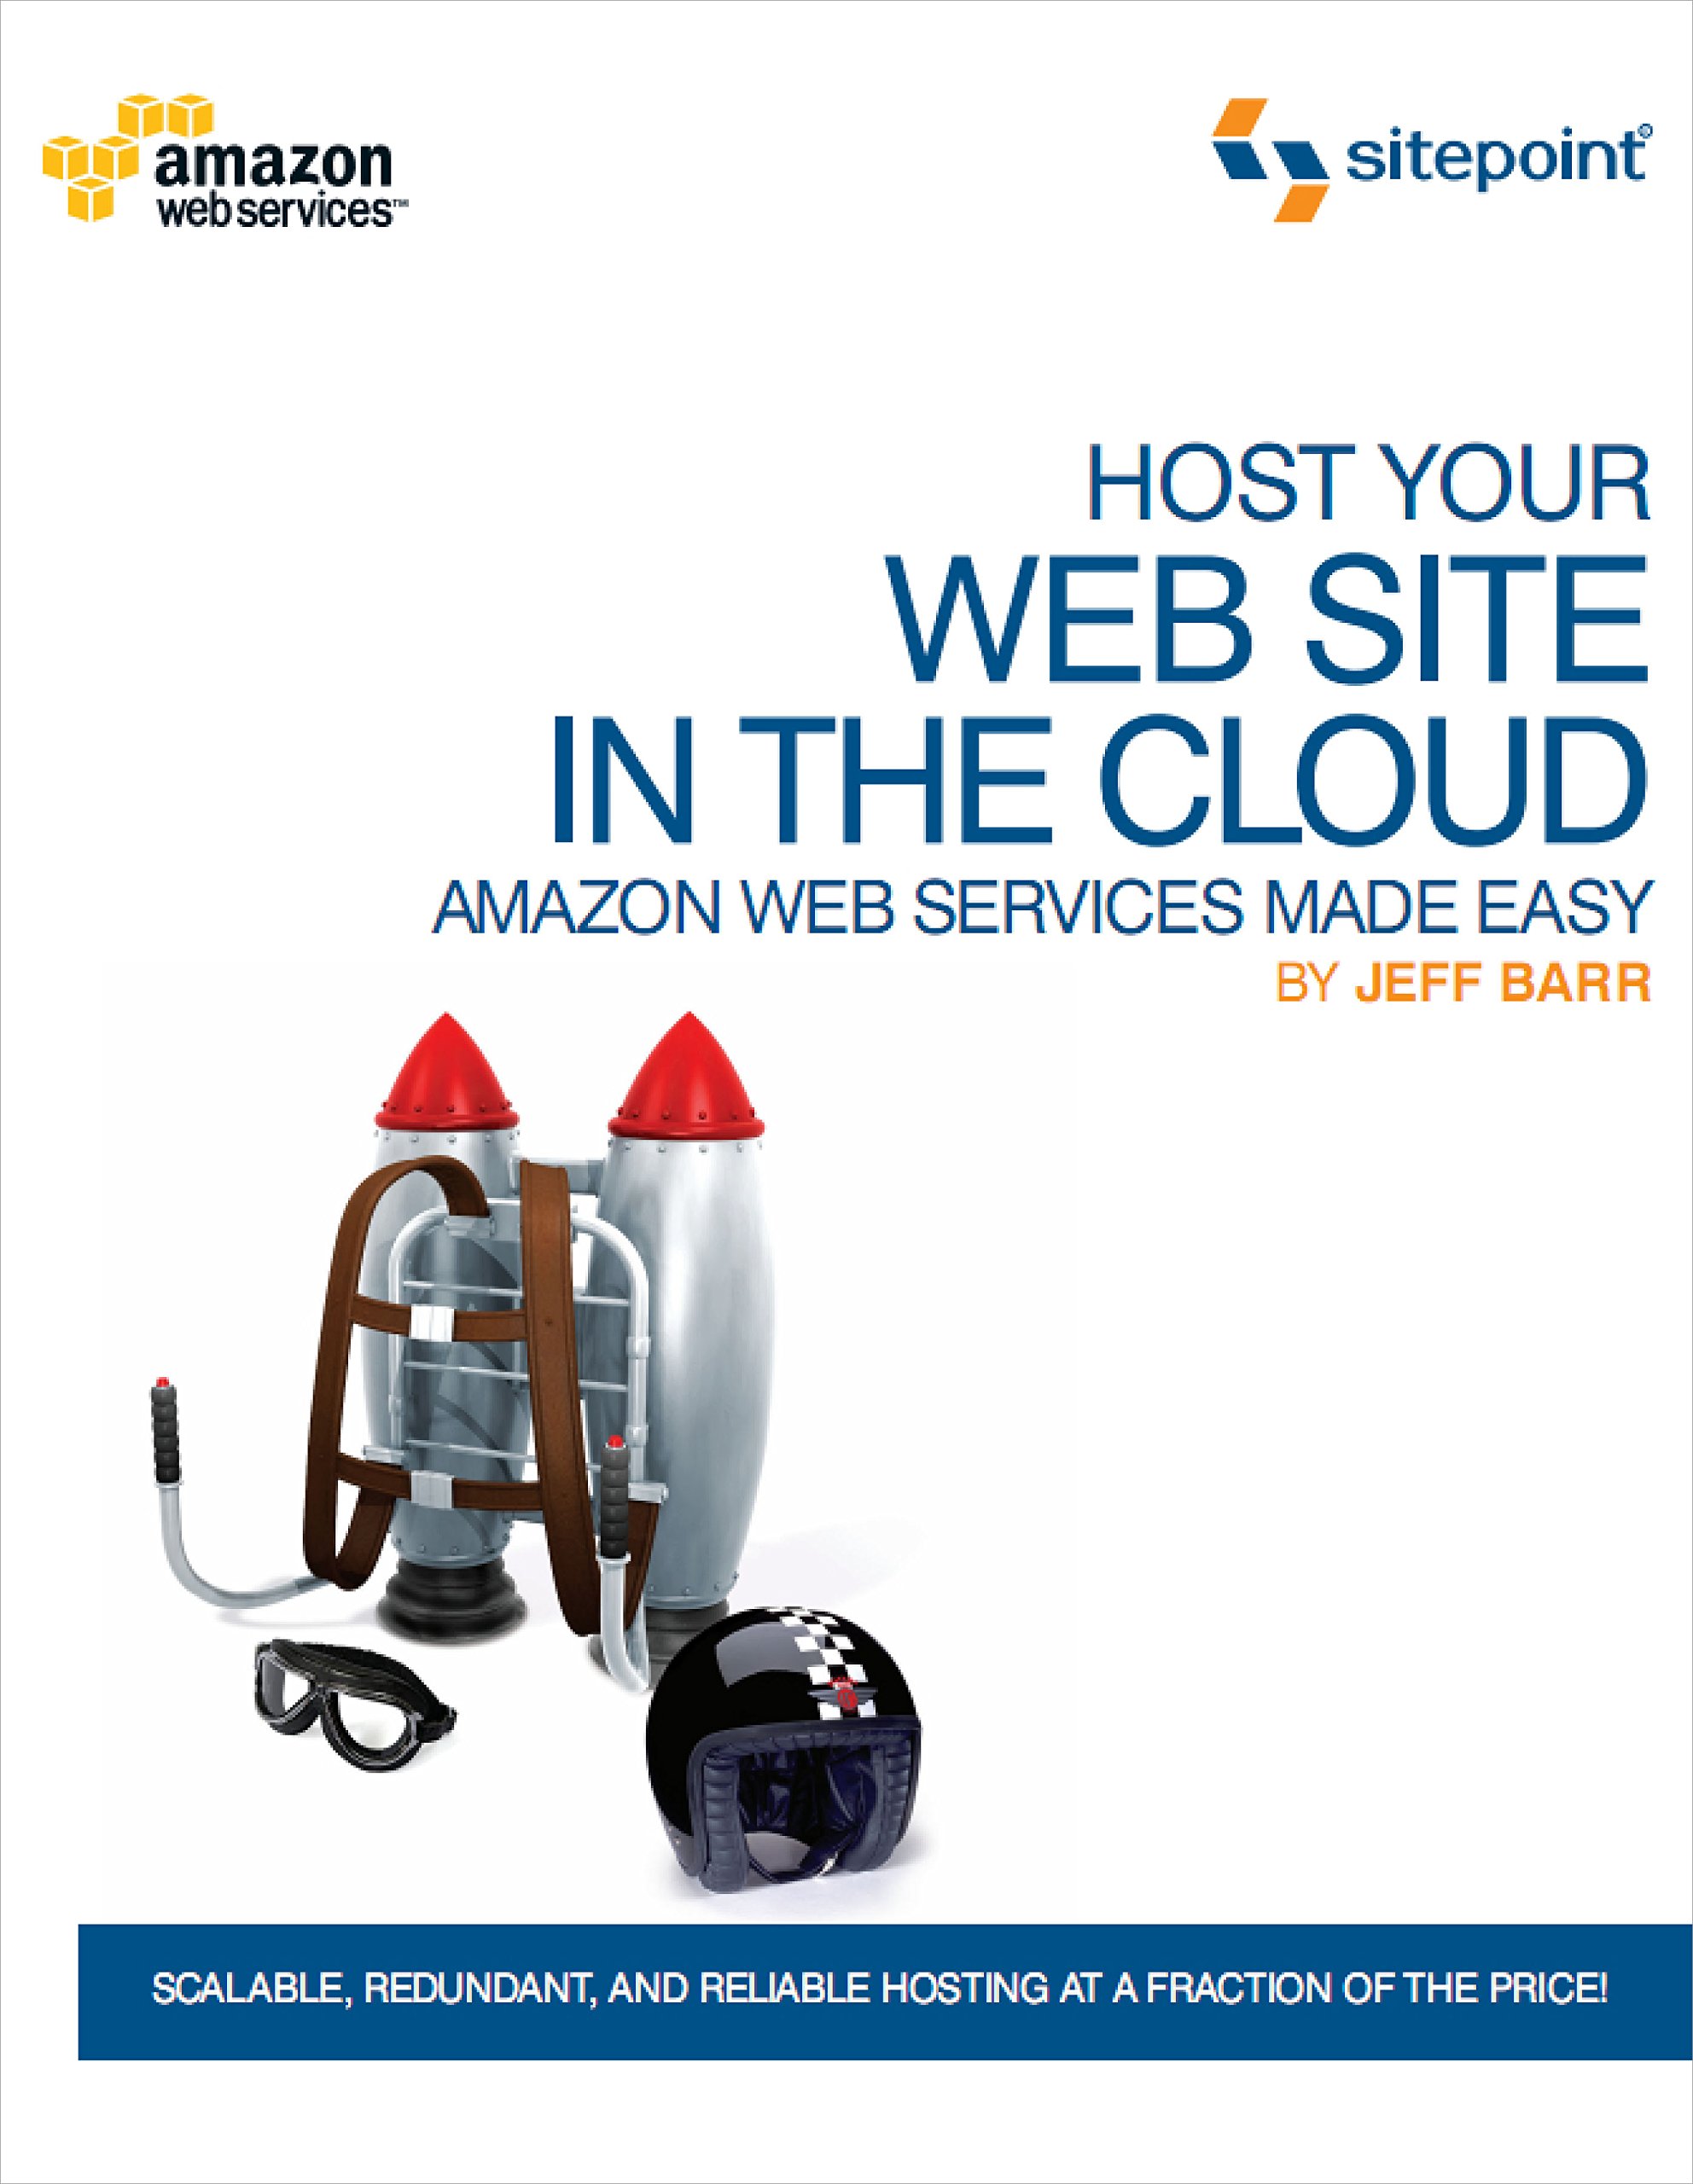 amazon
webservices™
sitepoint®
HOST YOUR
WEB SITE
IN THE CLOUD
AMAZON WEB SERVICES MADE EASY
BY JEFF BARR
SCALABLE, REDUNDANT, AND RELIABLE HOSTING AT A FRACTION OF THE PRICE!